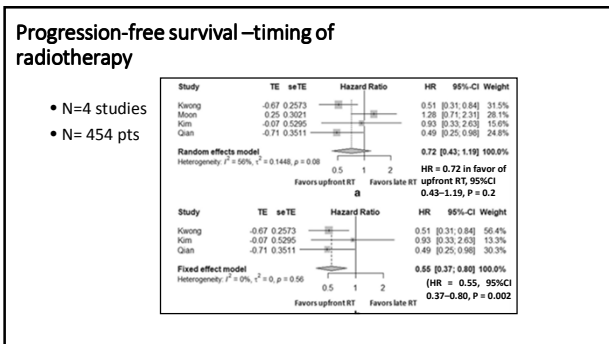 Progression-free survival –timing of
radiotherapy
• N=4 studies
• N= 454 pts
Study TE seTE Hazard Ratio HR 95%-CI Weight
Kwong -0.67 0.2573 0.51 [0.31; 0.84] 31.5%
Moon 0.25 0.3021 1.28 [0.71; 2.31] 28.1%
Kim -0.07 0.5295 0.93 [0.33; 2.63] 15.6%
Qian -0.71 0.3511 0.49 [0.25; 0.98] 24.8%
Random effects model 0.72 [0.43; 1.19] 100.0%
Heterogeneity: I² = 56%, τ² = 0.1448, p = 0.08
0.5 1 2
Favors upfront RT Favors late RT
a
HR = 0.72 in favor of
upfront RT, 95%CI
0.43–1.19, P = 0.2
Study TE seTE Hazard Ratio HR 95%-CI Weight
Kwong -0.67 0.2573 0.51 [0.31; 0.84] 56.4%
Kim -0.07 0.5295 0.93 [0.33; 2.63] 13.3%
Qian -0.71 0.3511 0.49 [0.25; 0.98] 30.3%
Fixed effect model 0.55 [0.37; 0.80] 100.0%
Heterogeneity: I² = 0%, τ² = 0, p = 0.56
0.5 1 2
Favors upfront RT Favors late RT
(HR = 0.55, 95%CI
0.37–0.80, P = 0.002